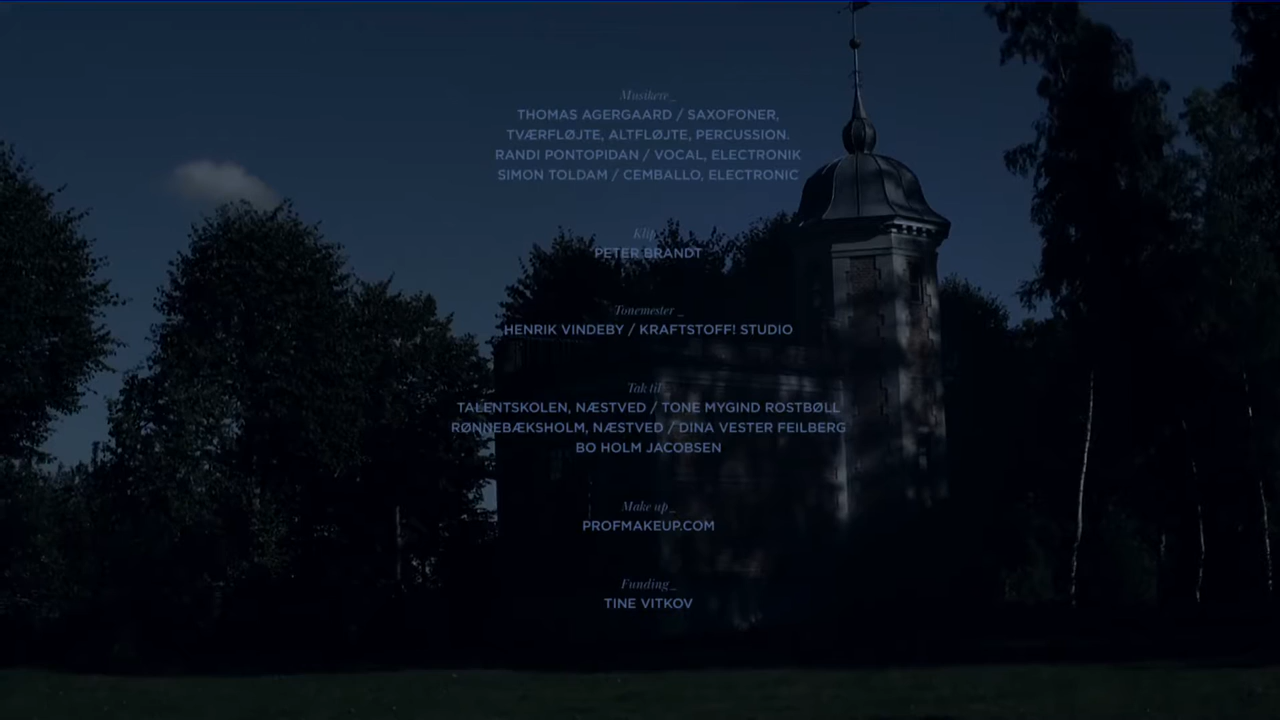 Musikere_
THOMAS AGERGAARD / SAXOFONER,
TVÆRFLØJTE, ALTFLØJTE, PERCUSSION.
RANDI PONTOPIDAN / VOCAL, ELECTRONIK
SIMON TOLDAM / CEMBALLO, ELECTRONIC
Klip_
PETER BRANDT
Tonemester_
HENRIK VINDEBY / KRAFTSTOFF! STUDIO
Tak til_
TALENTSKOLEN, NÆSTVED / TONE MYGIND ROSTBØLL
RØNNEBÆKSHOLM, NÆSTVED / DINA VESTER FEILBERG
BO HOLM JACOBSEN
Make up_
PROFMAKEUP.COM
Funding_
TINE VITKOV